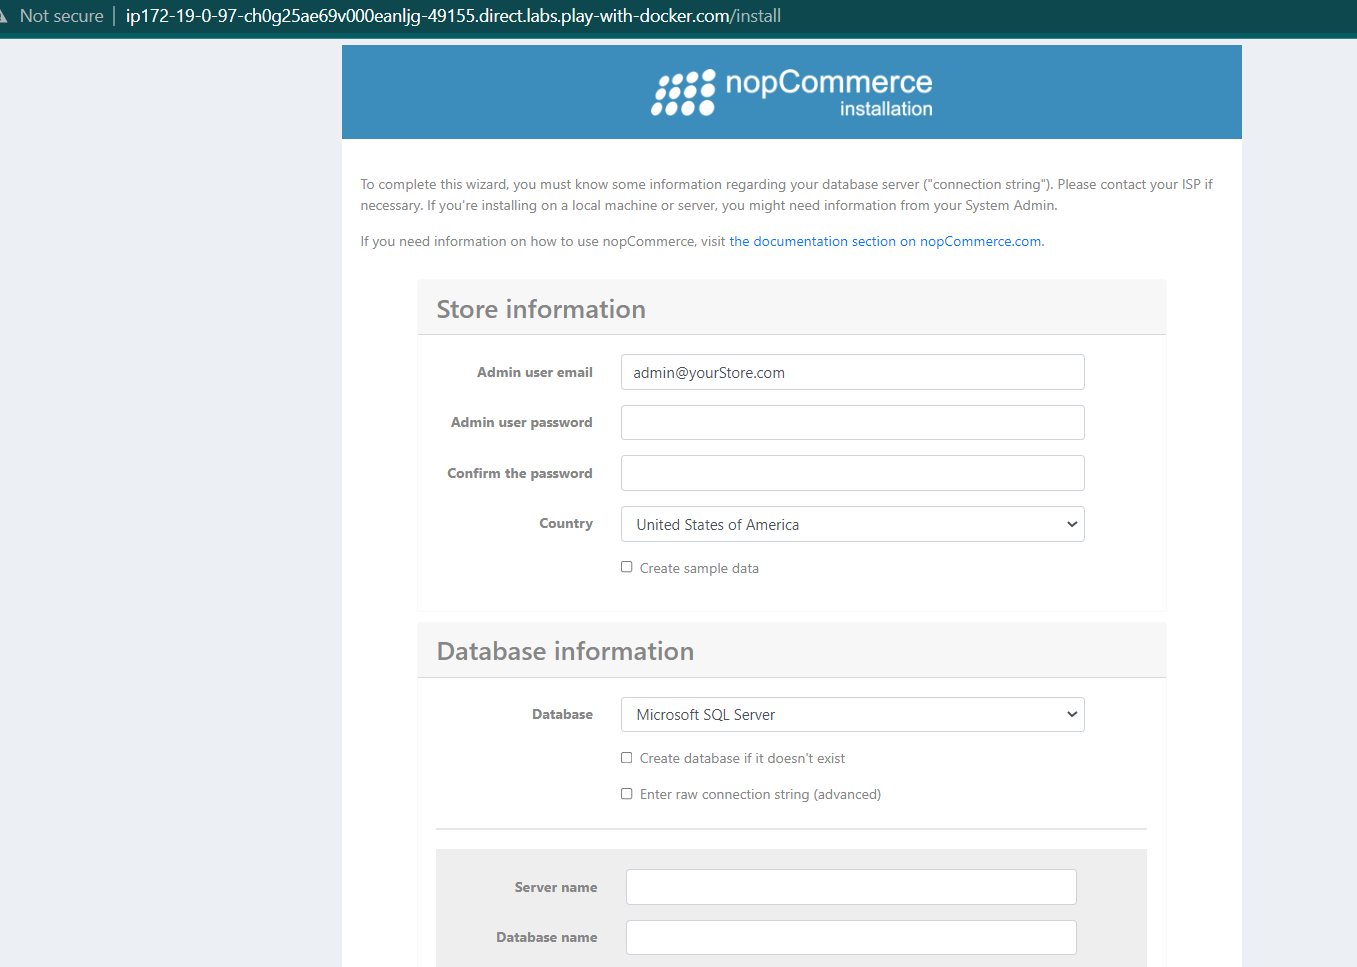 Not secure | ip172-19-0-97-ch0g25ae69v000eanljg-49155.direct.labs.play-with-docker.com/install
nopCommerce
installation
To complete this wizard, you must know some information regarding your database server ("connection string"). Please contact your ISP if
necessary. If you're installing on a local machine or server, you might need information from your System Admin.
If you need information on how to use nopCommerce, visit the documentation section on nopCommerce.com.
Store information
Admin user email admin@yourStore.com
Admin user password
Confirm the password
Country United States of America
Create sample data
Database information
Database Microsoft SQL Server
Create database if it doesn't exist
Enter raw connection string (advanced)
Server name
Database name